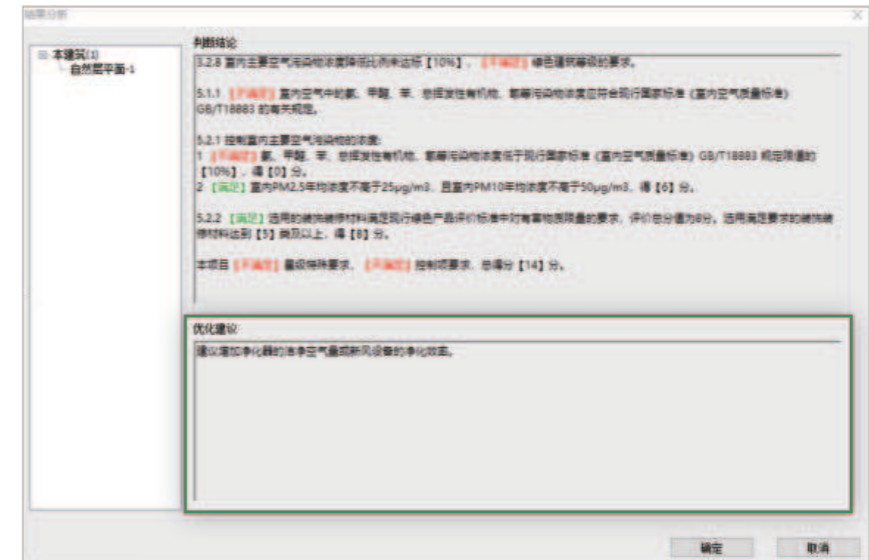 结果分析
判断结论
本建筑(1)
自然层平面-1
3.2.8 室内主要空气污染物浓度降低比例未达标【10%】，【不满足】绿色建筑等级的要求。
5.1.1 【不满足】室内空气中的氨、甲醛、苯、总挥发性有机物、氡等污染物浓度应符合现行国家标准《室内空气质量标准》
GB/T18883 的有关规定。
5.2.1 控制室内主要空气污染物的浓度:
1 【不满足】氨、甲醛、苯、总挥发性有机物、氡等污染物浓度低于现行国家标准《室内空气质量标准》GB/T18883 规定限值的
【10%】，得【0】分。
2 【满足】室内PM2.5年均浓度不高于25μg/m3，且室内PM10年均浓度不高于50μg/m3，得【6】分。
5.2.2 【满足】选用的装饰装修材料满足现行绿色产品评价标准中对有害物质限量的要求，评价总分值为8分。选用满足要求的装饰装
修材料达到【5】类及以上，得【8】分。
本项目【不满足】星级特殊要求，【不满足】控制项要求，总得分【14】分。
优化建议
建议增加净化器的洁净空气量或新风设备的净化效率。
确定
取消